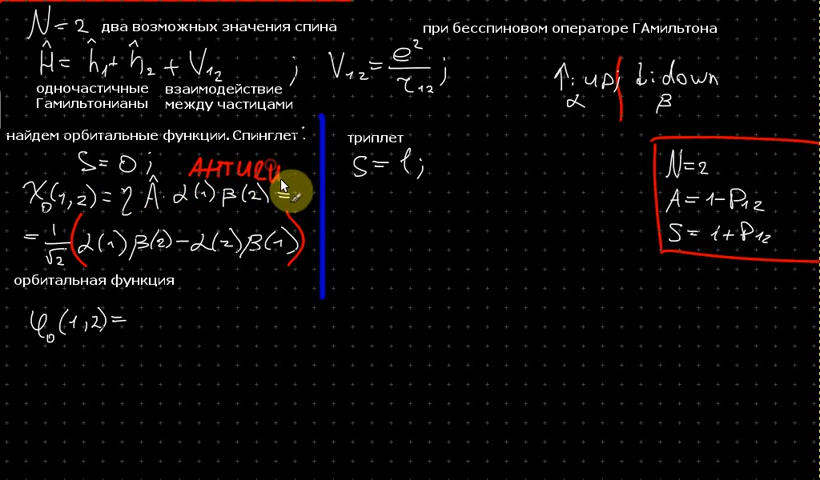 N = 2 два возможных значения спина
при бесспиновом операторе ГАмильтона
Ĥ = ĥ₁ + ĥ₂ + V₁₂ ; V₁₂ = e²/r₁₂ ;
↑: up; ↓: down
α β
одночастичные взаимодействие
Гамильтонианы между частицами
найдем орбитальные функции. Спинглет :
S = 0 ; АНТИСИ
χ₀(1,2) = η Â · α(1) β(2) =
= 1/√2 (α(1) β(2) − α(2) β(1))
орбитальная функция
φ₀(1,2) =
триплет
S = 1 ;
N = 2
A = 1 − P₁₂
S = 1 + P₁₂